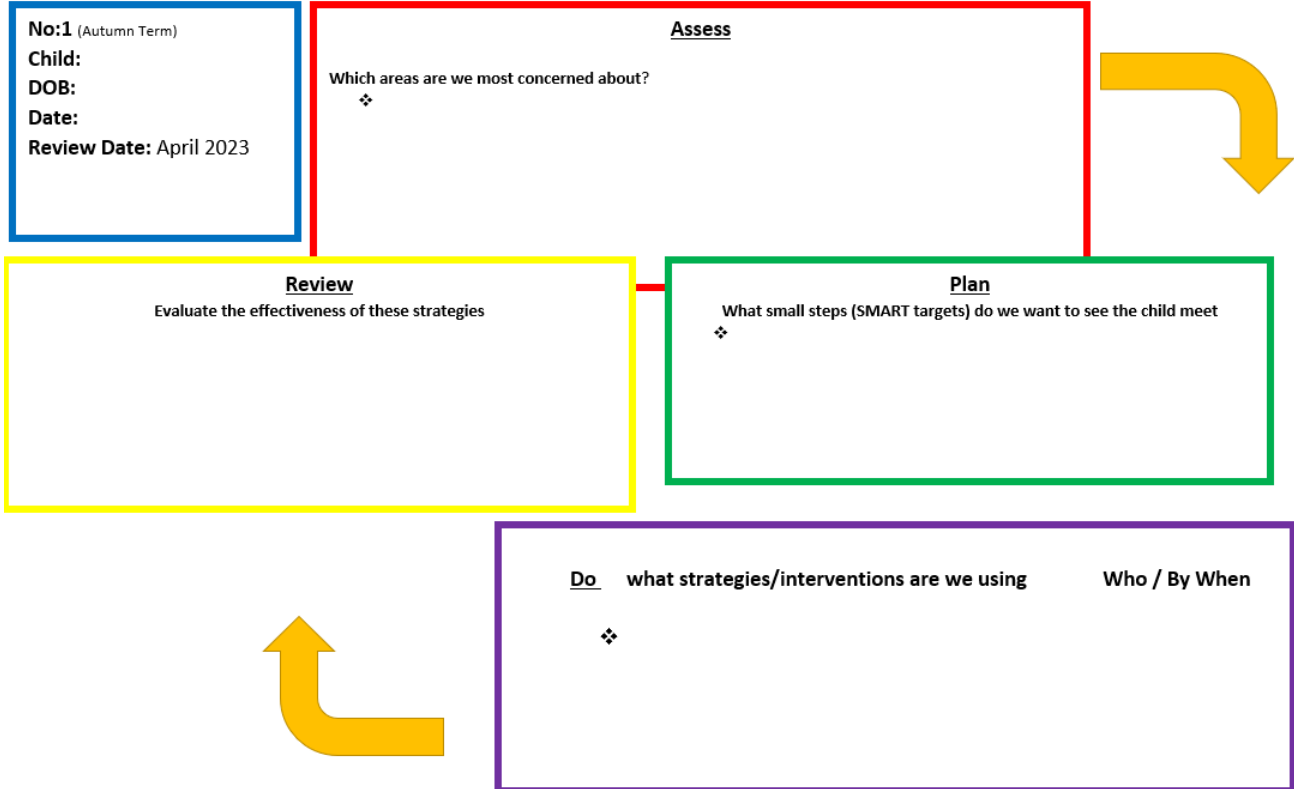 No:1 (Autumn Term)
Child:
DOB:
Date:
Review Date: April 2023
Assess
Which areas are we most concerned about?
❖
Review
Evaluate the effectiveness of these strategies
Plan
What small steps (SMART targets) do we want to see the child meet
❖
Do what strategies/interventions are we using Who / By When
❖